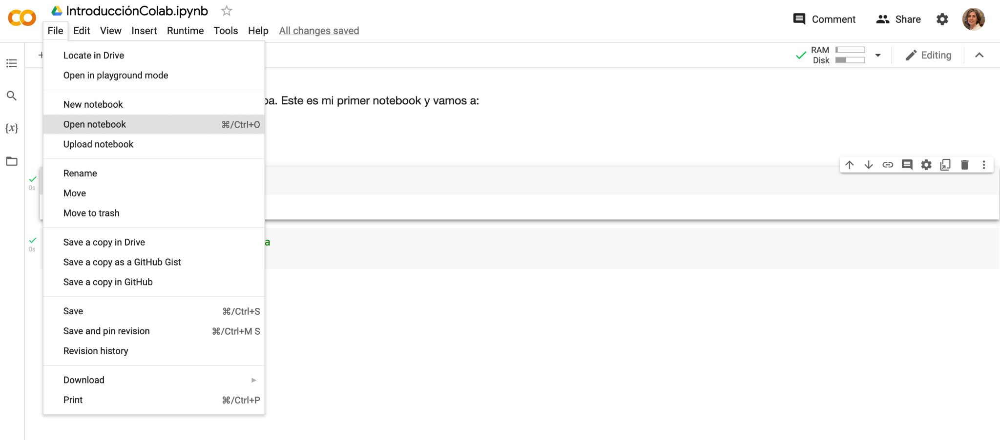 IntroducciónColab.ipynb
Comment Share
File Edit View Insert Runtime Tools Help All changes saved
RAM
Disk
Editing
Locate in Drive
Open in playground mode
New notebook
Open notebook ⌘/Ctrl+O
Upload notebook
Rename
Move
Move to trash
Save a copy in Drive
Save a copy as a GitHub Gist
Save a copy in GitHub
Save ⌘/Ctrl+S
Save and pin revision ⌘/Ctrl+M S
Revision history
Download
Print ⌘/Ctrl+P
{x}
Este es mi primer notebook y vamos a:
0s
0s